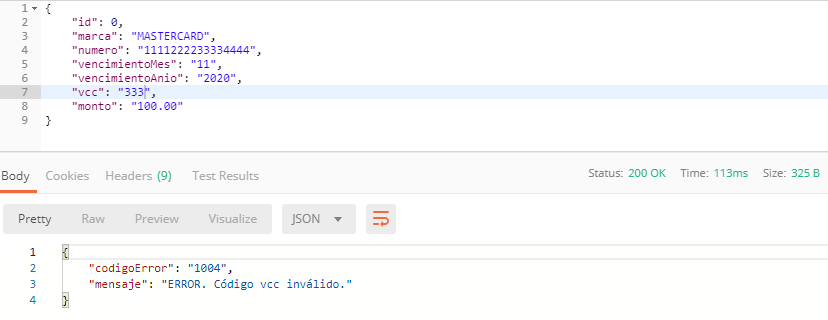 1 {
2 "id": 0,
3 "marca": "MASTERCARD",
4 "numero": "1111222233334444",
5 "vencimientoMes": "11",
6 "vencimientoAnio": "2020",
7 "vcc": "333",
8 "monto": "100.00"
9 }
Body Cookies Headers (9) Test Results Status: 200 OK Time: 113ms Size: 325 B
Pretty Raw Preview Visualize JSON
1 {
2 "codigoError": "1004",
3 "mensaje": "ERROR. Código vcc inválido."
4 }